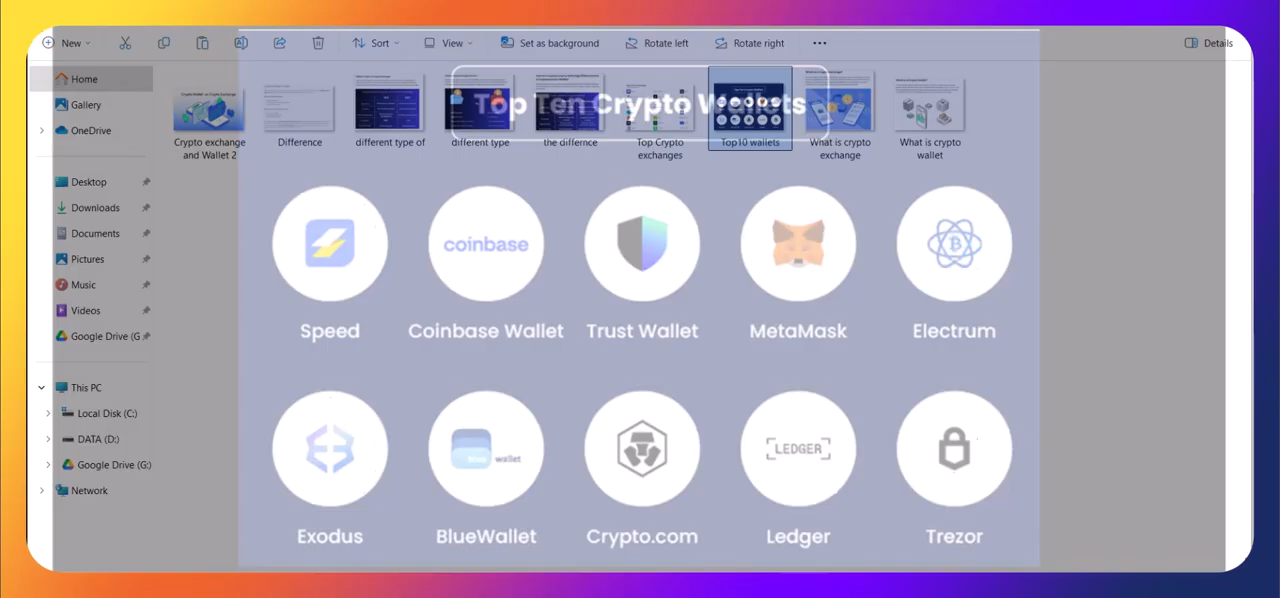 New
Sort
View
Set as background
Rotate left
Rotate right
Details
Home
Gallery
OneDrive
Desktop
Downloads
Documents
Pictures
Music
Videos
Google Drive (G
This PC
Local Disk (C:)
DATA (D:)
Google Drive (G:)
Network
Crypto exchange
and Wallet 2
Difference
different type of
different type
the differnce
Top Crypto
exchanges
Top10 wallets
What is crypto
exchange
What is crypto
wallet
Top Ten Crypto Wallets
coinbase
Speed
Coinbase Wallet
Trust Wallet
MetaMask
Electrum
blue wallet
LEDGER
Exodus
BlueWallet
Crypto.com
Ledger
Trezor